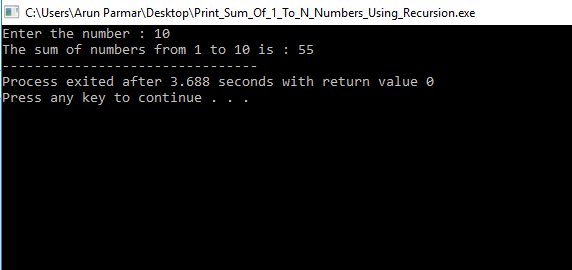 C:\Users\Arun Parmar\Desktop\Print_Sum_Of_1_To_N_Numbers_Using_Recursion.exe
Enter the number : 10
The sum of numbers from 1 to 10 is : 55
--------------------------------
Process exited after 3.688 seconds with return value 0
Press any key to continue . . .